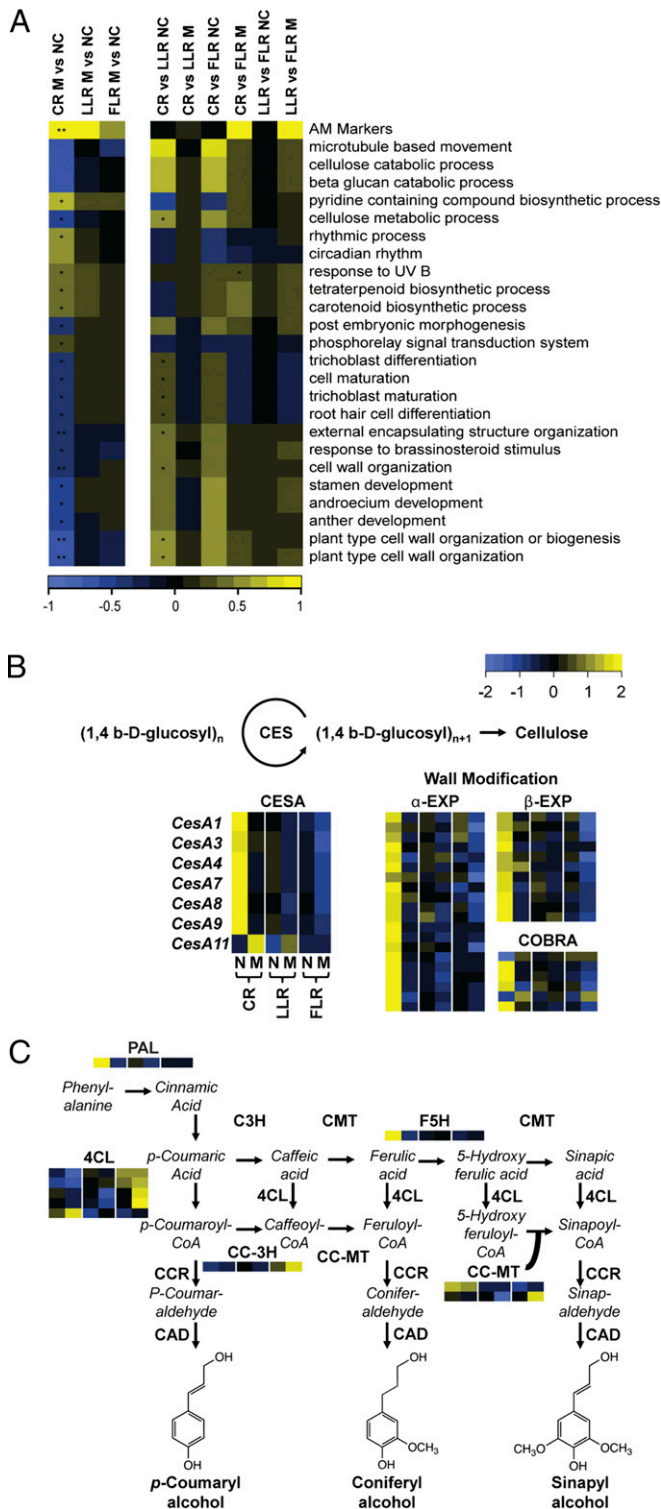 A
CR M vs NC
LLR M vs NC
FLR M vs NC
CR vs LLR NC
CR vs LLR M
CR vs FLR NC
CR vs FLR M
LLR vs FLR NC
LLR vs FLR M
AM Markers
microtubule based movement
cellulose catabolic process
beta glucan catabolic process
pyridine containing compound biosynthetic process
cellulose metabolic process
rhythmic process
circadian rhythm
response to UV B
tetraterpenoid biosynthetic process
carotenoid biosynthetic process
post embryonic morphogenesis
phosphorelay signal transduction system
trichoblast differentiation
cell maturation
trichoblast maturation
root hair cell differentiation
external encapsulating structure organization
response to brassinosteroid stimulus
cell wall organization
stamen development
androecium development
anther development
plant type cell wall organization or biogenesis
plant type cell wall organization
-1 -0.5 0 0.5 1
B
-2 -1 0 1 2
(1,4 b-D-glucosyl)n CES (1,4 b-D-glucosyl)n+1 Cellulose
Wall Modification
CESA α-EXP β-EXP
CesA1
CesA3
CesA4
CesA7
CesA8
CesA9
CesA11
COBRA
N M N M N M
CR LLR FLR
C
PAL
Phenyl-
alanine
Cinnamic
Acid
C3H CMT F5H CMT
4CL
p-Coumaric
Acid
Caffeic
acid
Ferulic
acid
5-Hydroxy
ferulic acid
Sinapic
acid
4CL 4CL 4CL 4CL
p-Coumaroyl-
CoA
Caffeoyl-
CoA
Feruloyl-
CoA
5-Hydroxy
feruloyl-
CoA
Sinapoyl-
CoA
CC-3H CC-MT CC-MT
CCR CCR CCR
P-Coumar-
aldehyde
Conifer-
aldehyde
Sinap-
aldehyde
CAD CAD CAD
OH OH OH
OH OCH3 OH CH3O OCH3 OH
p-Coumaryl
alcohol
Coniferyl
alcohol
Sinapyl
alcohol